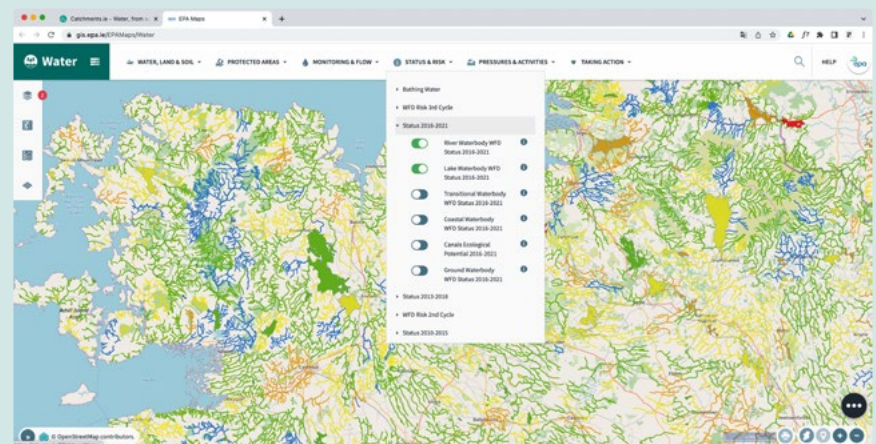 Catchments.ie - Water, from s
EPA Maps
gis.epa.ie/EPAMaps/Water
Water
WATER, LAND & SOIL
PROTECTED AREAS
MONITORING & FLOW
STATUS & RISK
PRESSURES & ACTIVITIES
TAKING ACTION
HELP
epa
2
Bathing Water
WFD Risk 3rd Cycle
Status 2016-2021
River Waterbody WFD
Status 2016-2021
Lake Waterbody WFD
Status 2016-2021
Transitional Waterbody
WFD Status 2016-2021
Coastal Waterbody
WFD Status 2016-2021
Canals Ecological
Potential 2016-2021
Ground Waterbody
WFD Status 2016-2021
Status 2013-2018
WFD Risk 2nd Cycle
Status 2010-2015
© OpenStreetMap contributors.